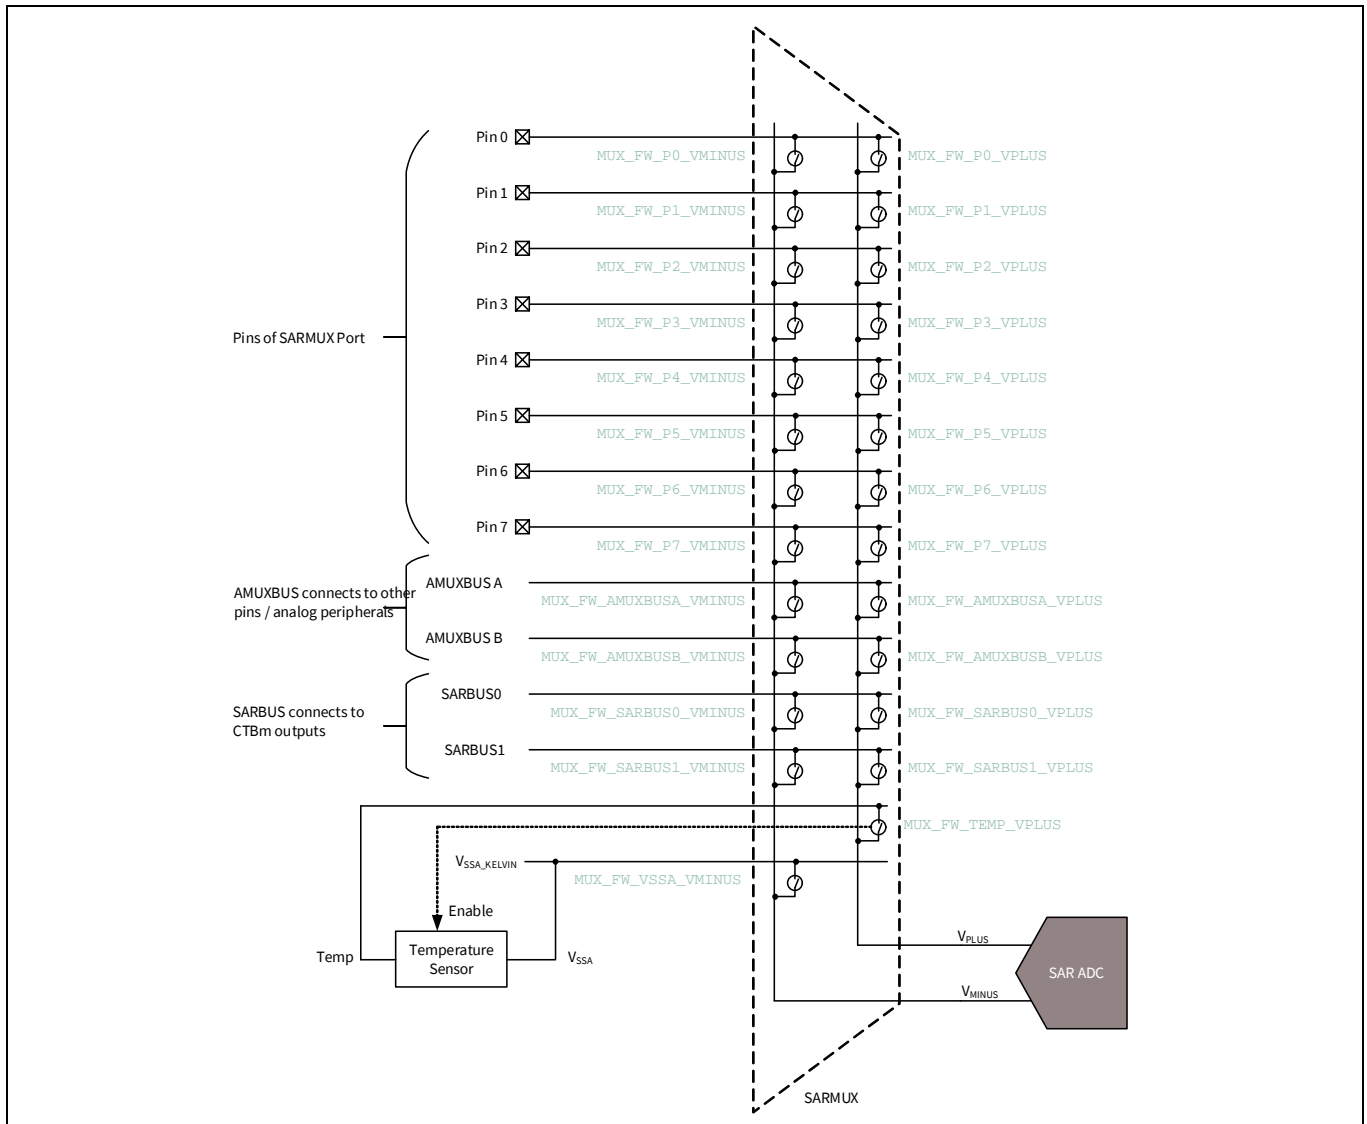 Pin 0
MUX_FW_P0_VMINUS MUX_FW_P0_VPLUS
Pin 1
MUX_FW_P1_VMINUS MUX_FW_P1_VPLUS
Pin 2
MUX_FW_P2_VMINUS MUX_FW_P2_VPLUS
Pin 3
MUX_FW_P3_VMINUS MUX_FW_P3_VPLUS
Pins of SARMUX Port
Pin 4
MUX_FW_P4_VMINUS MUX_FW_P4_VPLUS
Pin 5
MUX_FW_P5_VMINUS MUX_FW_P5_VPLUS
Pin 6
MUX_FW_P6_VMINUS MUX_FW_P6_VPLUS
Pin 7
MUX_FW_P7_VMINUS MUX_FW_P7_VPLUS
AMUXBUS connects to other
pins / analog peripherals
AMUXBUS A
MUX_FW_AMUXBUSA_VMINUS MUX_FW_AMUXBUSA_VPLUS
AMUXBUS B
MUX_FW_AMUXBUSB_VMINUS MUX_FW_AMUXBUSB_VPLUS
SARBUS connects to
CTBm outputs
SARBUS0
MUX_FW_SARBUS0_VMINUS MUX_FW_SARBUS0_VPLUS
SARBUS1
MUX_FW_SARBUS1_VMINUS MUX_FW_SARBUS1_VPLUS
MUX_FW_TEMP_VPLUS
VSSA_KELVIN
MUX_FW_VSSA_VMINUS
Enable
Temp
Temperature
Sensor
VSSA
VPLUS
SAR ADC
VMINUS
SARMUX